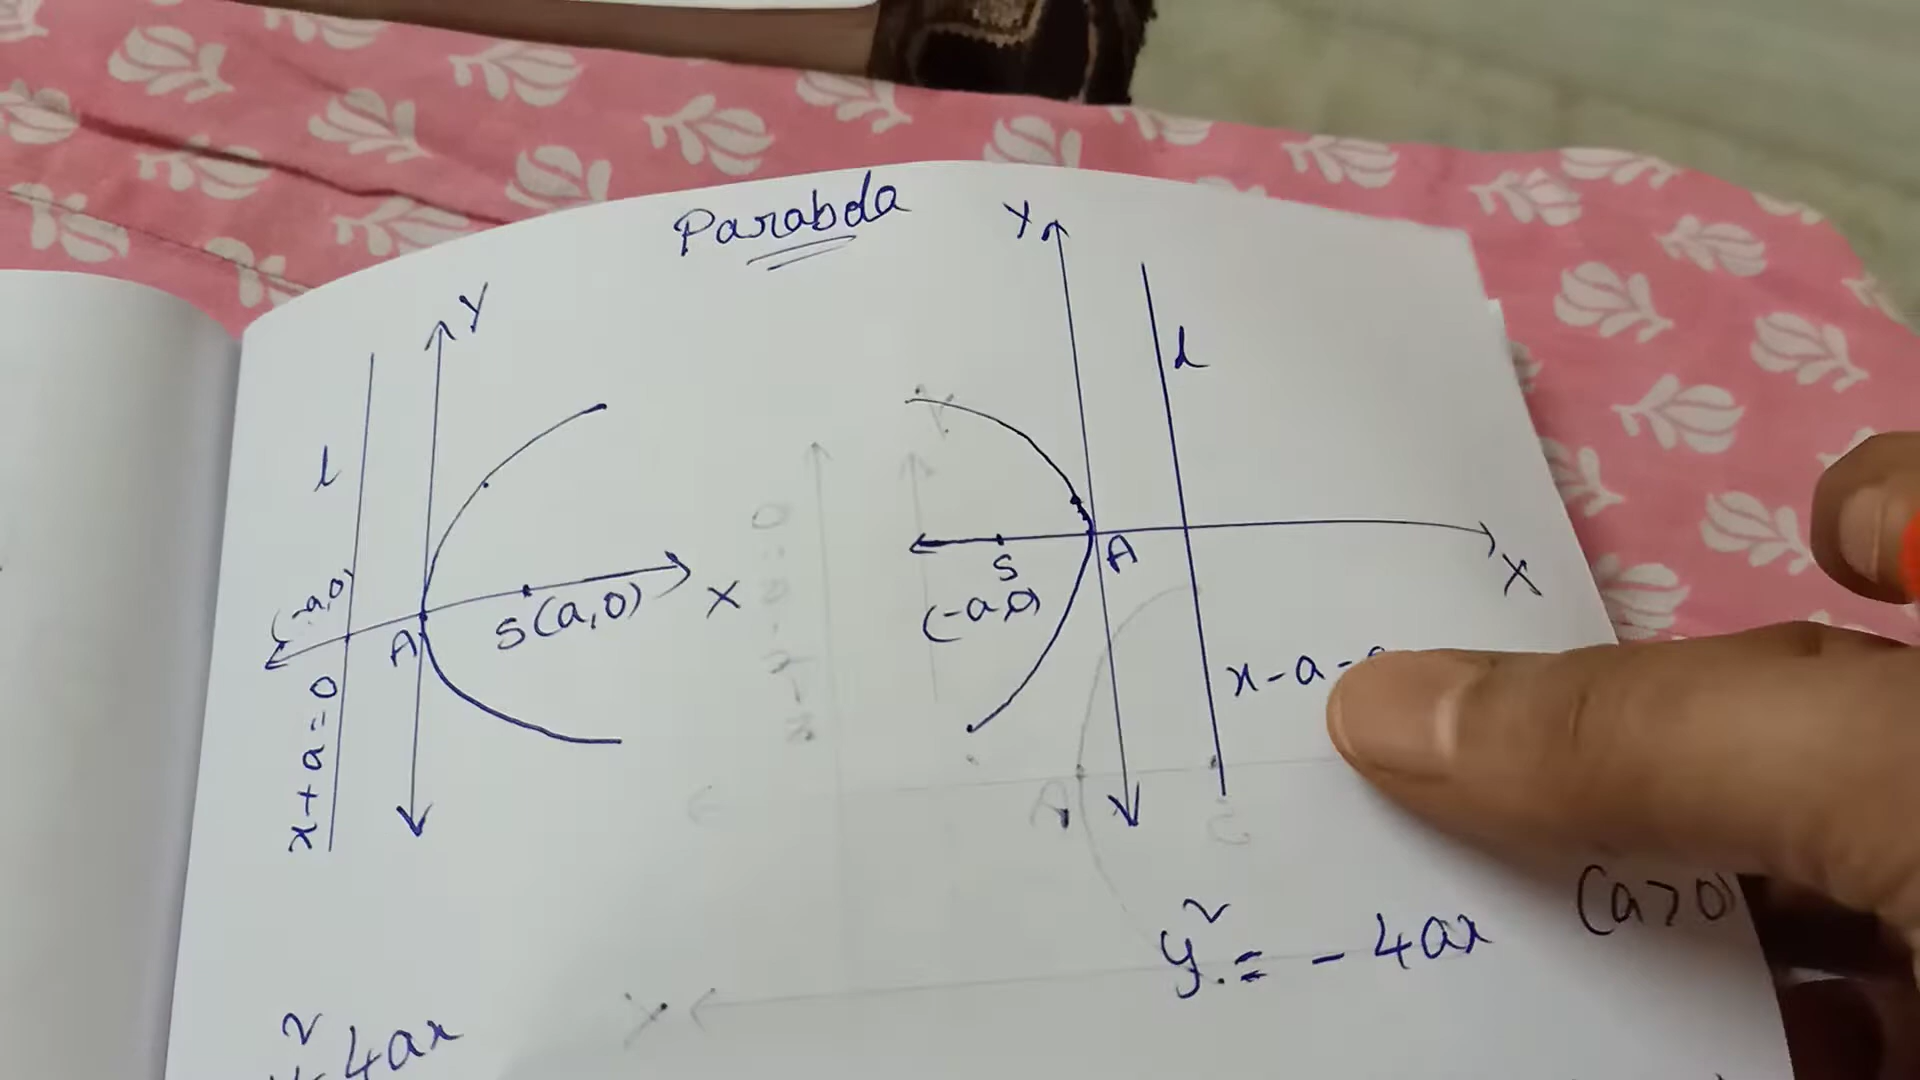 Parabola
Y
l
(-a,0)
A
S(a,0)
X
x+a=0
Y
l
S
(-a,0)
A
X
x-a-
y² = -4ax
(a>0)
4ax